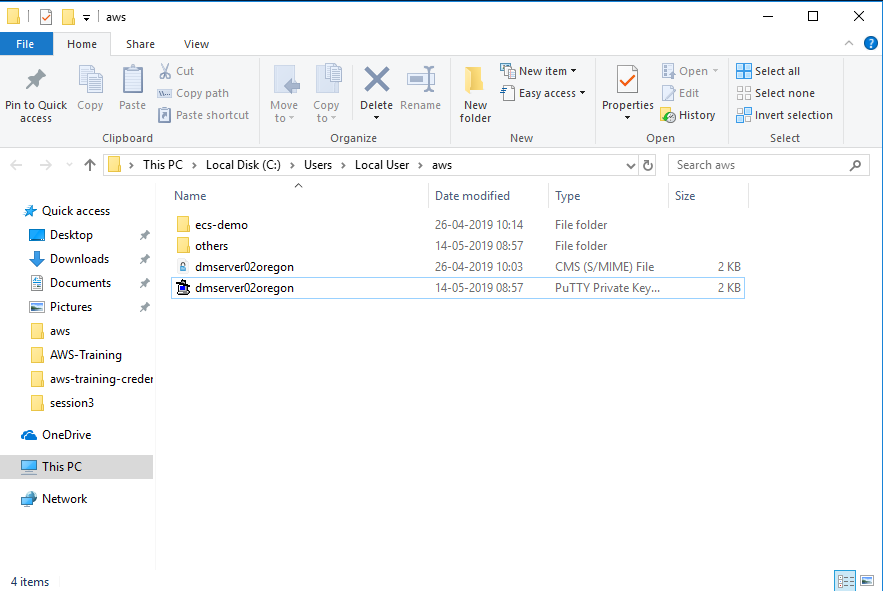 aws
File Home Share View
Pin to Quick access
Copy
Paste
Cut
Copy path
Paste shortcut
Clipboard
Move to
Copy to
Delete
Rename
Organize
New folder
New item
Easy access
New
Properties
Open
Edit
History
Open
Select all
Select none
Invert selection
Select
This PC Local Disk (C:) Users Local User aws
Search aws
Quick access
Desktop
Downloads
Documents
Pictures
aws
AWS-Training
aws-training-creder
session3
OneDrive
This PC
Network
Name Date modified Type Size
ecs-demo 26-04-2019 10:14 File folder
others 14-05-2019 08:57 File folder
dmserver02oregon 26-04-2019 10:03 CMS (S/MIME) File 2 KB
dmserver02oregon 14-05-2019 08:57 PuTTY Private Key... 2 KB
4 items